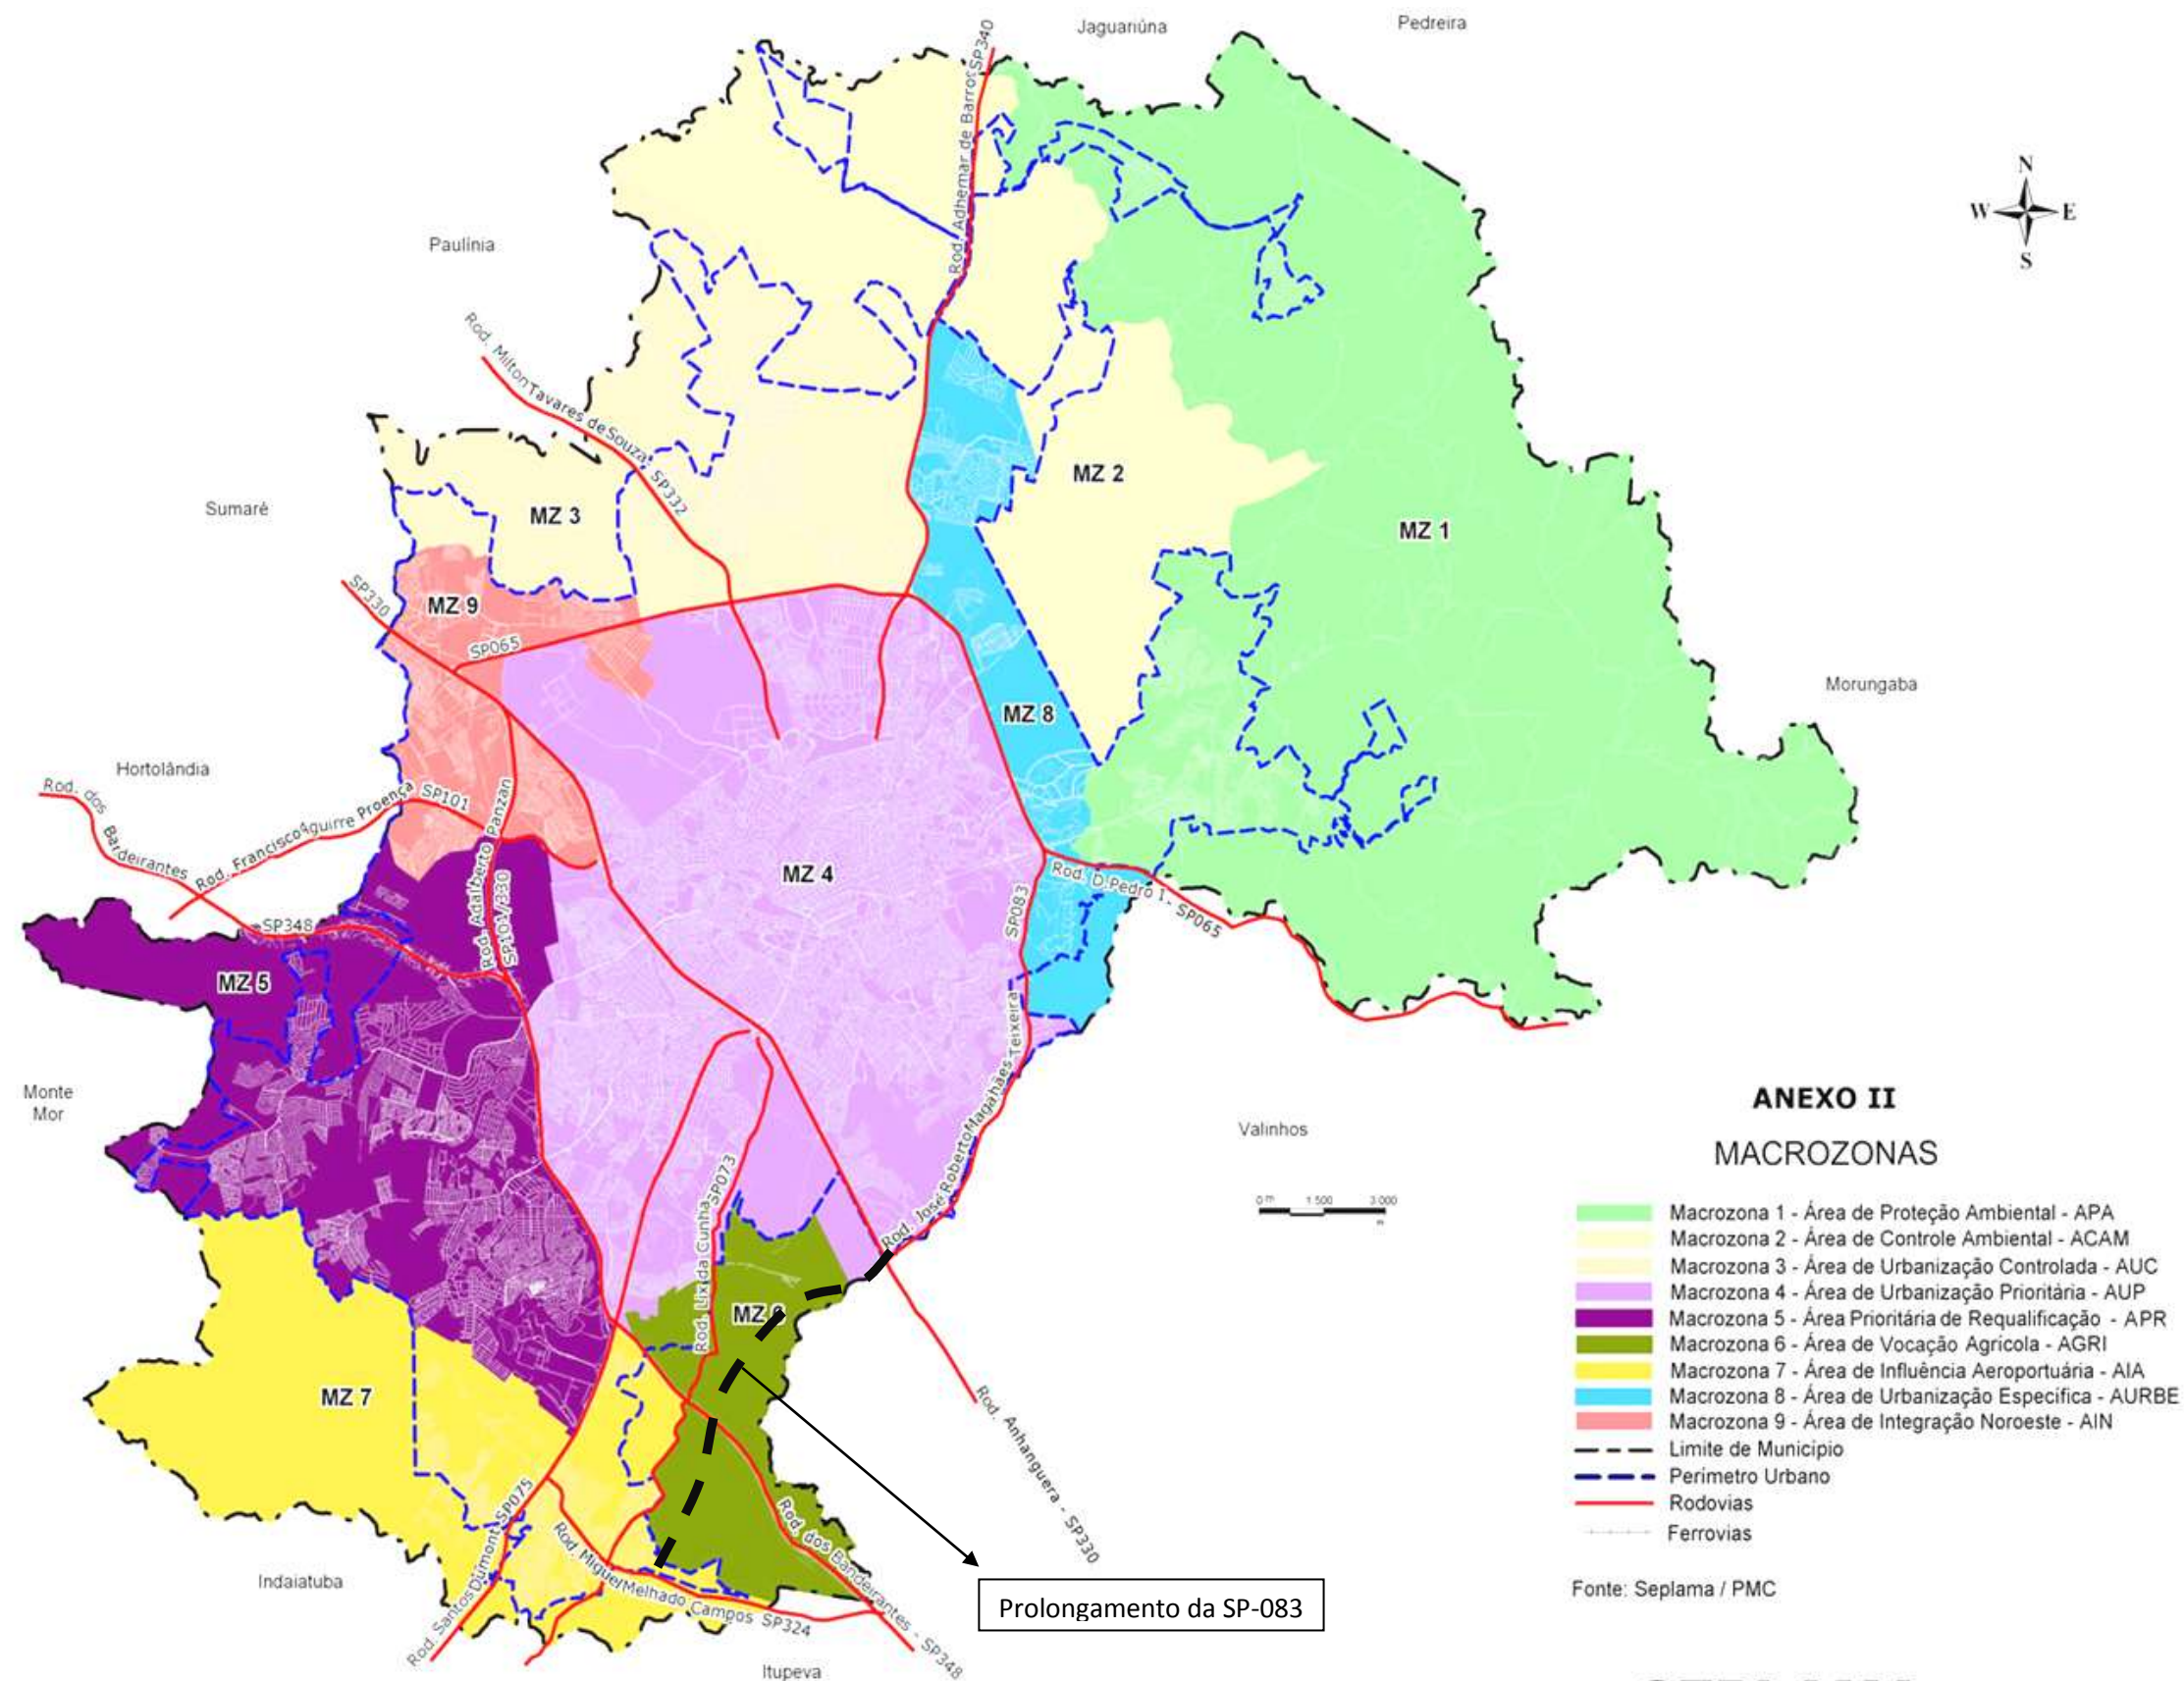 Jaguariúna
Pedreira
Rod. Adhemar de Barros SP340
N
W E
S
Paulínia
Rod. Milton Tavares de Souza, SP332
Sumaré
MZ 3
MZ 2
MZ 1
SP330
MZ 9
SP065
Morungaba
MZ 8
Hortolândia
Rod. dos Bandeirantes
SP348
Rod. Francisco Aguirre Proença
SP101
Rod. Adalberto Panzan
SP101/330
MZ 4
Rod. D.Pedro I - SP065
SP083
Rod. José Roberto Magahães Teixeira
MZ 5
Monte
Mor
Valinhos
0 m 1 500 3 000
m
Rod. Lix da Cunha SP073
MZ 6
MZ 7
Rod. Anhanguera - SP330
Rod. Santos Dumont SP075
Rod. Miguel Melhado Campos SP324
Rod. dos Bandeirantes - SP348
Indaiatuba
Itupeva
Prolongamento da SP-083
ANEXO II
MACROZONAS
Macrozona 1 - Área de Proteção Ambiental - APA
Macrozona 2 - Área de Controle Ambiental - ACAM
Macrozona 3 - Área de Urbanização Controlada - AUC
Macrozona 4 - Área de Urbanização Prioritária - AUP
Macrozona 5 - Área Prioritária de Requalificação - APR
Macrozona 6 - Área de Vocação Agrícola - AGRI
Macrozona 7 - Área de Influência Aeroportuária - AIA
Macrozona 8 - Área de Urbanização Específica - AURBE
Macrozona 9 - Área de Integração Noroeste - AIN
Limite de Município
Perímetro Urbano
Rodovias
Ferrovias
Fonte: Seplama / PMC